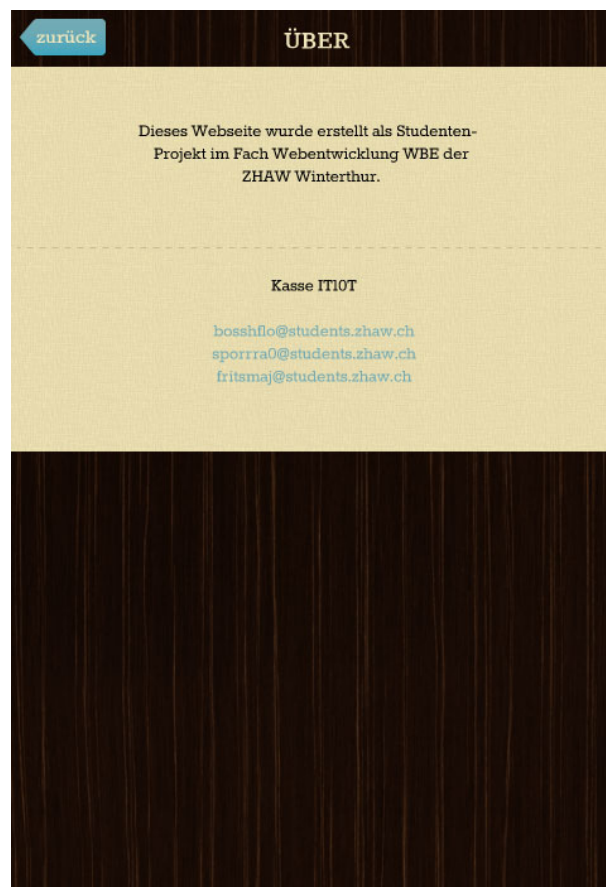 zurück
ÜBER
Dieses Webseite wurde erstellt als Studenten-
Projekt im Fach Webentwicklung WBE der
ZHAW Winterthur.
Kasse IT10T
bosshflo@students.zhaw.ch
sporrra0@students.zhaw.ch
fritsmaj@students.zhaw.ch